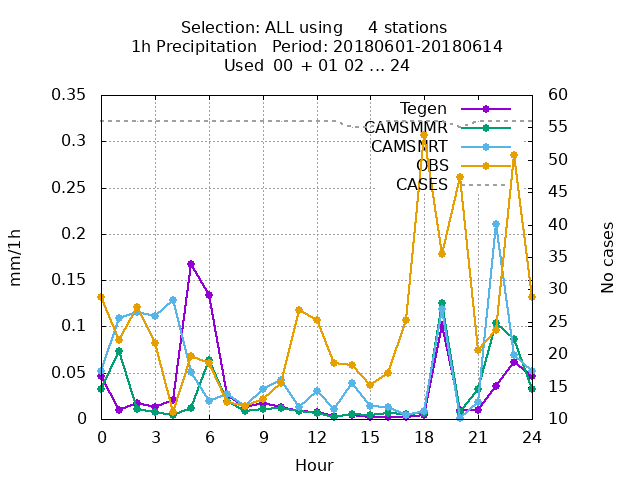 Selection: ALL using 4 stations
1h Precipitation Period: 20180601-20180614
Used 00 + 01 02 ... 24
0.35
0.3
0.25
0.2
0.15
0.1
0.05
0
60
55
50
45
40
35
30
25
20
15
10
Tegen
CAMSMMR
CAMSNRT
OBS
CASES
mm/1h
No cases
0 3 6 9 12 15 18 21 24
Hour